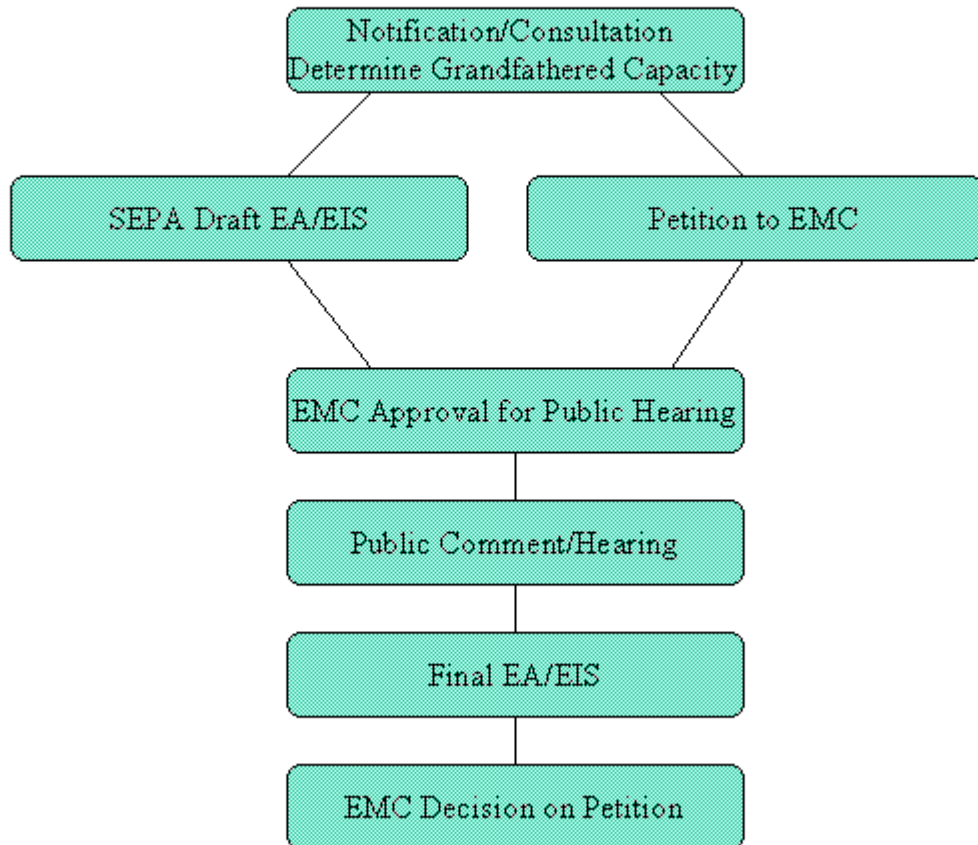 Notification/Consultation
Determine Grandfathered Capacity
SEPA Draft EA/EIS
Petition to EMC
EMC Approval for Public Hearing
Public Comment/Hearing
Final EA/EIS
EMC Decision on Petition